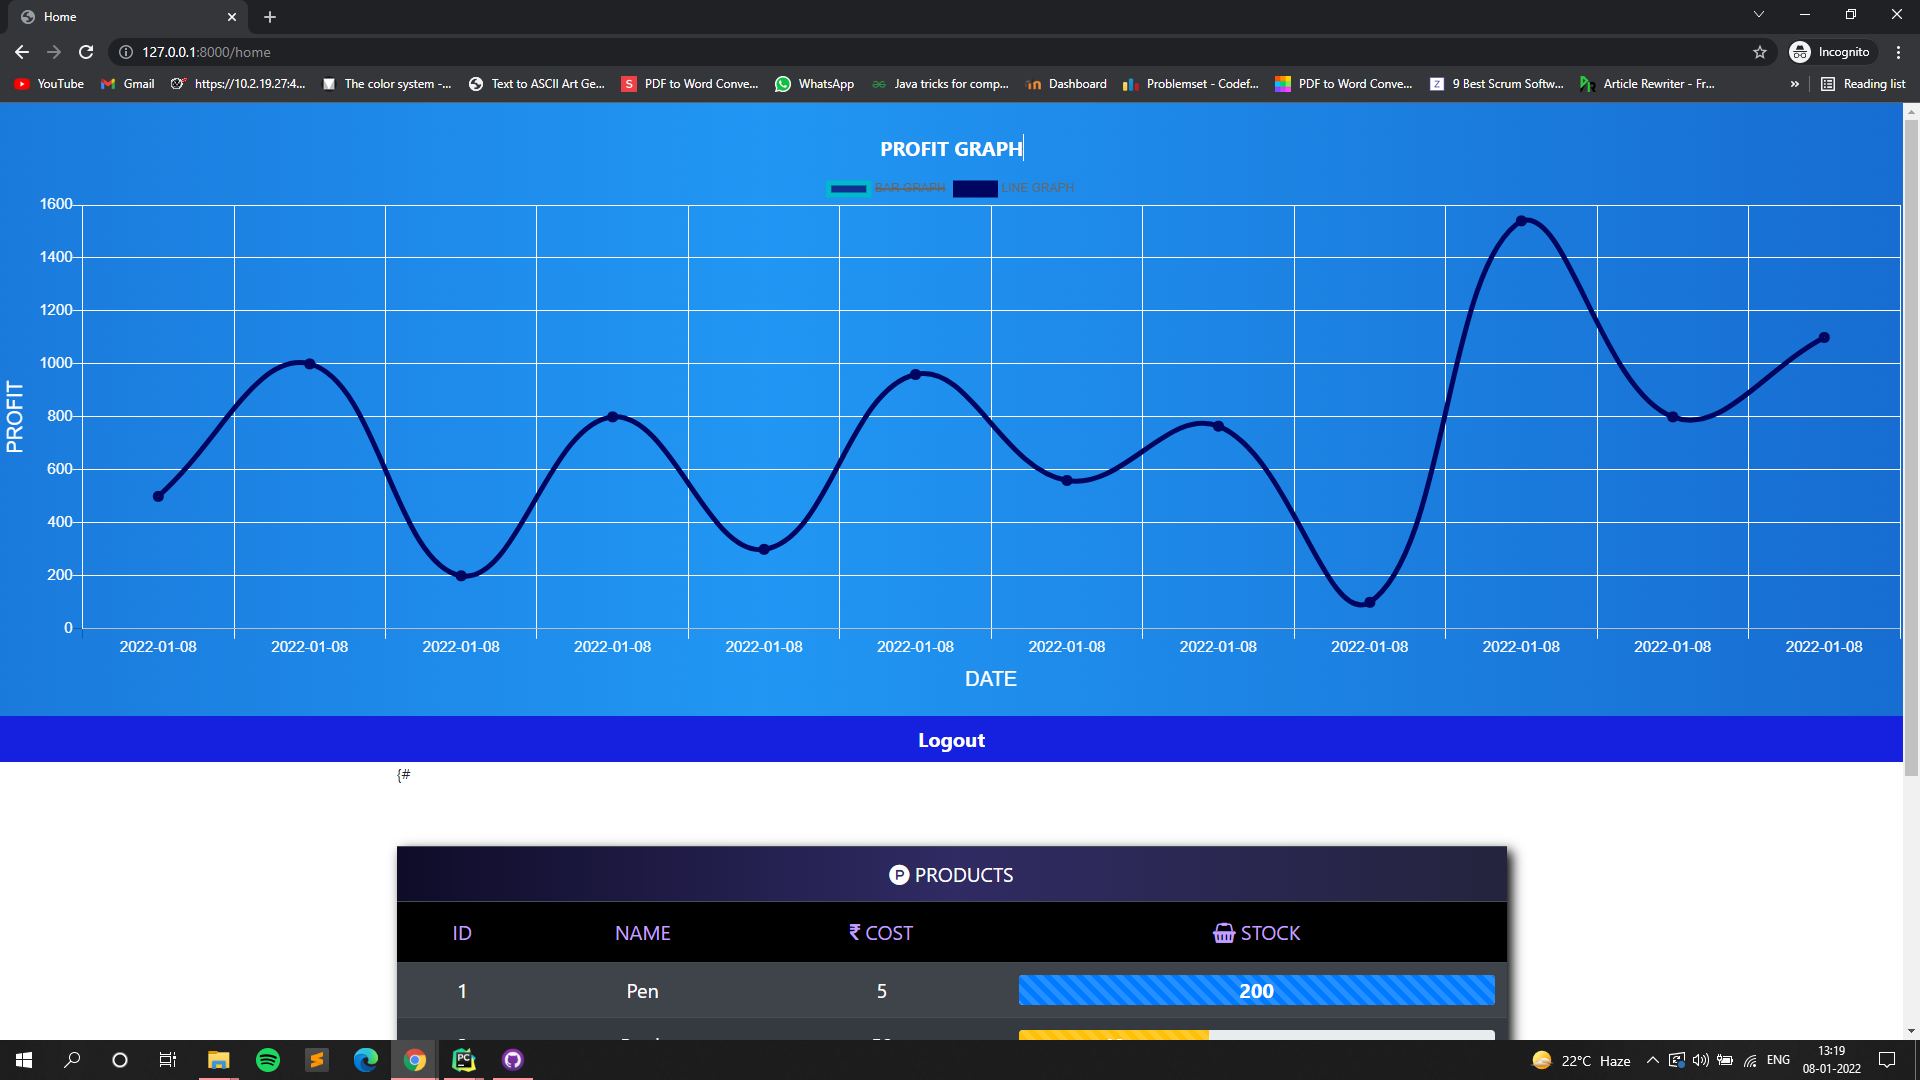 Home
127.0.0.1:8000/home
Incognito
YouTube Gmail https://10.2.19.27:4... The color system -... Text to ASCII Art Ge... PDF to Word Conve... WhatsApp Java tricks for comp... Dashboard Problemset - Codef... PDF to Word Conve... 9 Best Scrum Softw... Article Rewriter - Fr... » Reading list
PROFIT GRAPH
BAR GRAPH LINE GRAPH
PROFIT
1600
1400
1200
1000
800
600
400
200
0
2022-01-08 2022-01-08 2022-01-08 2022-01-08 2022-01-08 2022-01-08 2022-01-08 2022-01-08 2022-01-08 2022-01-08 2022-01-08 2022-01-08
DATE
Logout
{#
P PRODUCTS
ID NAME ₹ COST STOCK
1 Pen 5 200
22°C Haze ENG 13:19
08-01-2022